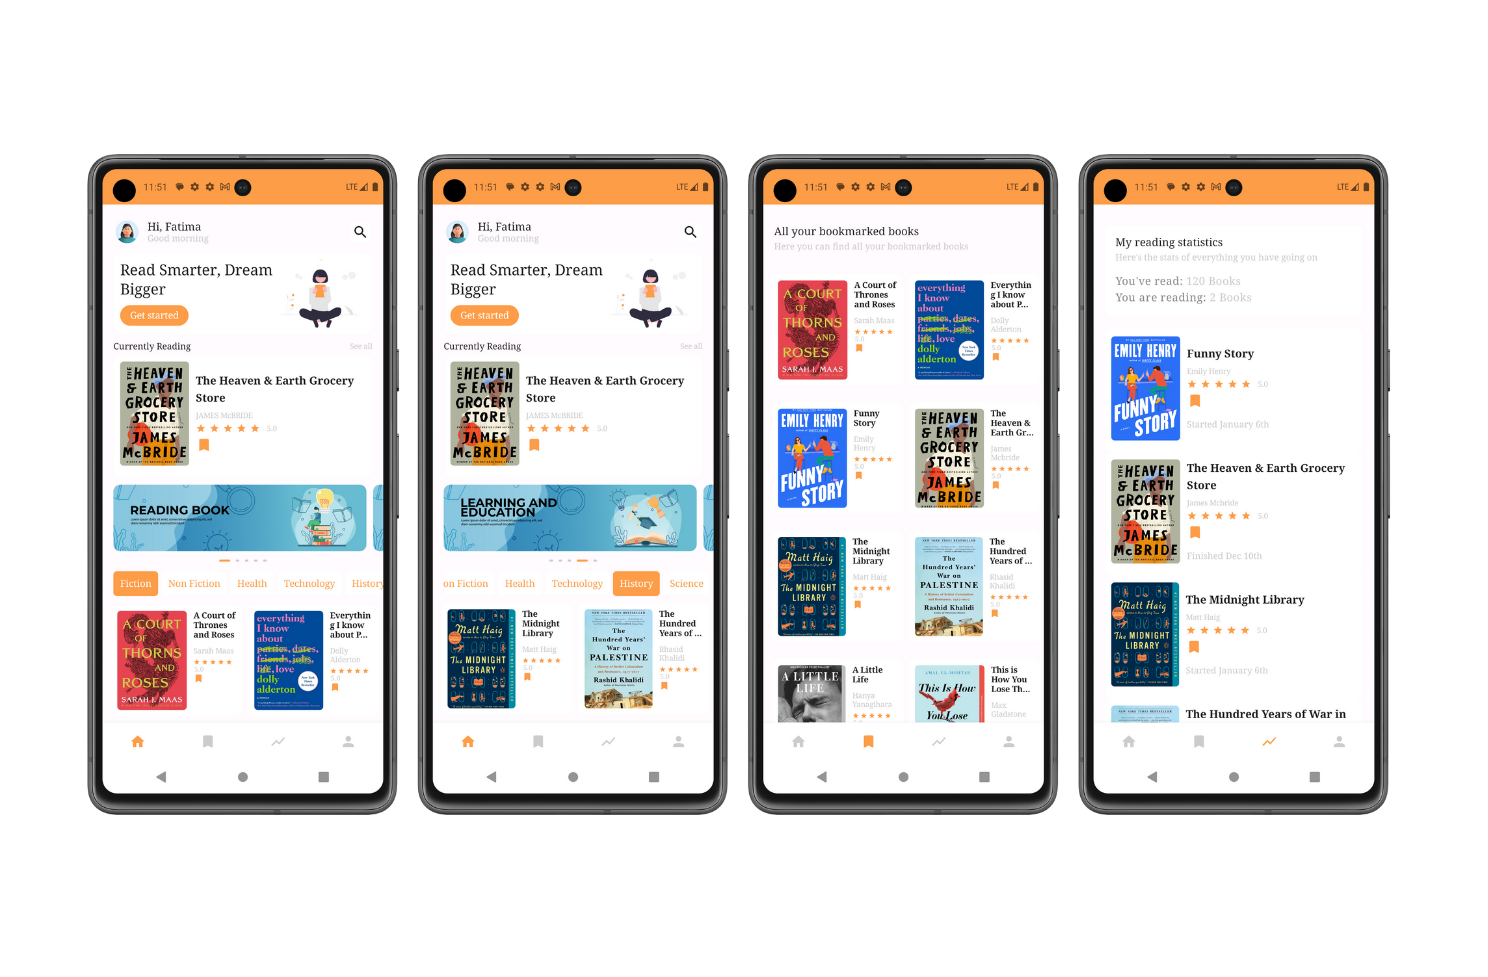 11:51
LTE
Hi, Fatima
Good morning
Read Smarter, Dream
Bigger
Get started
Currently Reading
See all
THE HEAVEN
& EARTH
GROCERY
STORE
JAMES
McBRIDE
The Heaven & Earth Grocery
Store
JAMES McBRIDE
5.0
READING BOOK
Fiction
Non Fiction
Health
Technology
History
A COURT
OF
THORNS
AND
ROSES
SARAH J. MAAS
A Court of
Thrones
and Roses
Sarah Maas
5.0
everything
I know
about
parties, dates,
friends, jobs,
life, love
dolly
alderton
Everythin
g I know
about P...
Dolly
Alderton
5.0
11:51
LTE
Hi, Fatima
Good morning
Read Smarter, Dream
Bigger
Get started
Currently Reading
See all
THE HEAVEN
& EARTH
GROCERY
STORE
JAMES
McBRIDE
The Heaven & Earth Grocery
Store
JAMES McBRIDE
5.0
LEARNING AND
EDUCATION
on Fiction
Health
Technology
History
Science
Matt Haig
The MIDNIGHT
LIBRARY
The
Midnight
Library
Matt Haig
5.0
The
Hundred Years'
War on
PALESTINE
Rashid Khalidi
The
Hundred
Years of ...
Rhasid
Khalidi
5.0
11:51
LTE
All your bookmarked books
Here you can find all your bookmarked books
A COURT
OF
THORNS
AND
ROSES
SARAH J. MAAS
A Court of
Thrones
and Roses
Sarah Maas
5.0
everything
I know
about
parties, dates,
friends, jobs,
life, love
dolly
alderton
Everythin
g I know
about P...
Dolly
Alderton
5.0
EMILY HENRY
FUNNY
STORY
Funny
Story
Emily
Henry
5.0
THE HEAVEN
& EARTH
GROCERY
STORE
JAMES
McBRIDE
The
Heaven &
Earth Gr...
James
Mcbride
5.0
Matt Haig
The MIDNIGHT
LIBRARY
The
Midnight
Library
Matt Haig
5.0
The
Hundred Years'
War on
PALESTINE
Rashid Khalidi
The
Hundred
Years of ...
Rhasid
Khalidi
5.0
A LITTLE
LIFE
A Little
Life
Hanya
Yanagihara
AMAL EL-MOHTAR
This Is How
You Lose
This is
How You
Lose Th...
Max
Gladstone
11:51
LTE
My reading statistics
Here's the stats of everything you have going on
You've read: 120 Books
You are reading: 2 Books
EMILY HENRY
FUNNY
STORY
Funny Story
Emily Henry
5.0
Started January 6th
THE HEAVEN
& EARTH
GROCERY
STORE
JAMES
McBRIDE
The Heaven & Earth Grocery
Store
James Mcbride
5.0
Finished Dec 10th
Matt Haig
The MIDNIGHT
LIBRARY
The Midnight Library
Matt Haig
5.0
Started January 6th
The
The Hundred Years of War in